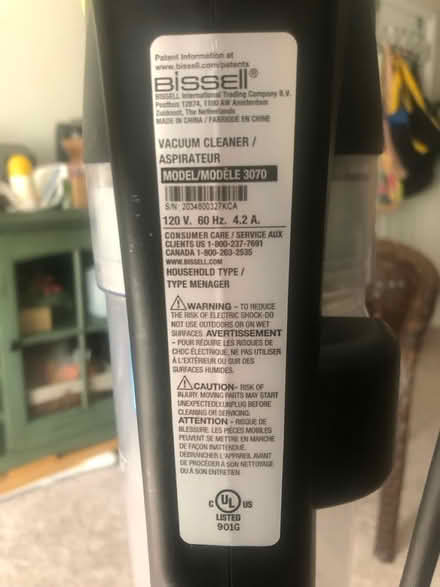 Patent Information at
www.bissell.com/patents
BISSELL®
BISSELL International Trading Company B.V.
Postbus 12874, 1100 AW Amsterdam
Zuidoost, The Netherlands
MADE IN CHINA / FABRIQUÉ EN CHINE
VACUUM CLEANER /
ASPIRATEUR
MODEL/MODÈLE 3070
S/N: 2034800327KCA
120 V. 60 Hz. 4.2 A.
CONSUMER CARE / SERVICE AUX
CLIENTS US 1-800-237-7691
CANADA 1-800-263-2535
WWW.BISSELL.COM
HOUSEHOLD TYPE /
TYPE MENAGER
WARNING - TO REDUCE
THE RISK OF ELECTRIC SHOCK-DO
NOT USE OUTDOORS OR ON WET
SURFACES. AVERTISSEMENT
- POUR RÉDUIRE LES RISQUES DE
CHOC ÉLECTRIQUE, NE PAS UTILISER
À L'EXTÉRIEUR OU SUR DES
SURFACES HUMIDES.
CAUTION- RISK OF
INJURY. MOVING PARTS MAY START
UNEXPECTEDLY.UNPLUG BEFORE
CLEANING OR SERVICING.
ATTENTION - RISQUE DE
BLESSURE. LES PIÈCES MOBILES
PEUVENT SE METTRE EN MARCHE
DE FAÇON INATTENDUE.
DÉBRANCHER L'APPAREIL AVANT
DE PROCÉDER À SON NETTOYAGE
OU À SON ENTRETIEN
C UL US
LISTED
901G